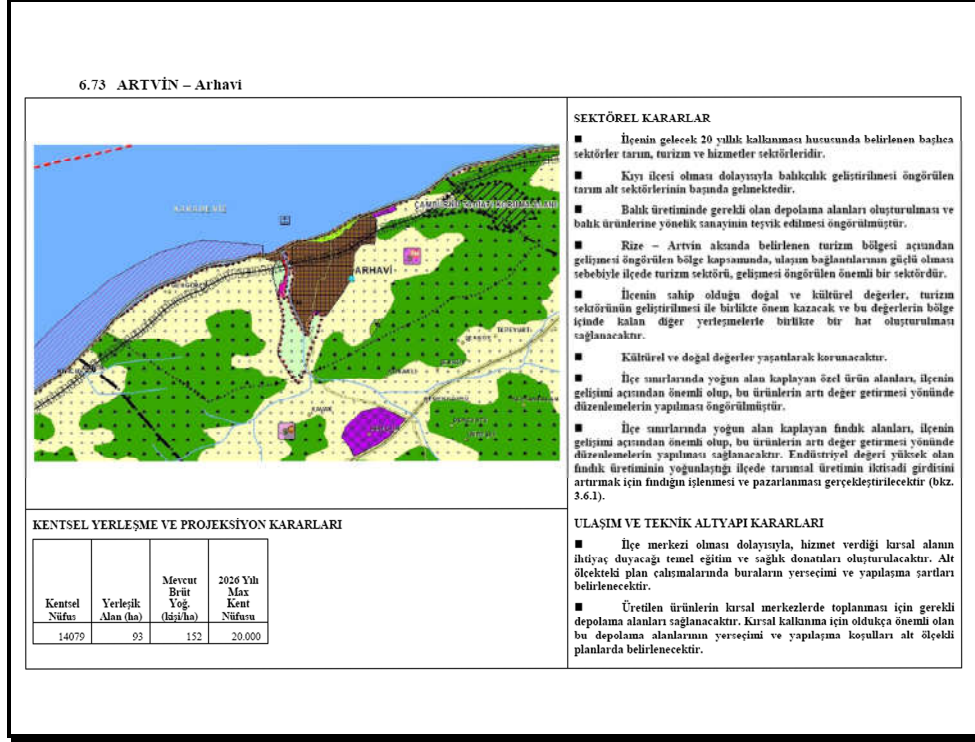 6.73 ARTVİN – Arhavi
KARADENİZ
ÇAMBURNU TABİATI KORUMA ALANI
ARHAVİ
KAVAK
KENTSEL YERLEŞME VE PROJEKSİYON KARARLARI
Kentsel Nüfus
Yerleşik Alan (ha)
Mevcut Brüt Yoğ. (kişi/ha)
2026 Yılı Max Kent Nüfusu
14079 93 152 20.000
SEKTÖREL KARARLAR
■ İlçenin gelecek 20 yıllık kalkınması hususunda belirlenen başlıca
sektörler tarım, turizm ve hizmetler sektörleridir.
■ Kıyı ilçesi olması dolayısıyla balıkçılık geliştirilmesi öngörülen
tarım alt sektörlerinin başında gelmektedir.
■ Balık üretiminde gerekli olan depolama alanları oluşturulması ve
balık ürünlerine yönelik sanayinin teşvik edilmesi öngörülmüştür.
■ Rize – Artvin aksında belirlenen turizm bölgesi açısından
gelişmesi öngörülen bölge kapsamında, ulaşım bağlantılarının güçlü olması
sebebiyle ilçede turizm sektörü, gelişmesi öngörülen önemli bir sektördür.
■ İlçenin sahip olduğu doğal ve kültürel değerler, turizm
sektörünün geliştirilmesi ile birlikte önem kazacak ve bu değerlerin bölge
içinde kalan diğer yerleşmelerle birlikte bir hat oluşturulması
sağlanacaktır.
■ Kültürel ve doğal değerler yaşatılarak korunacaktır.
■ İlçe sınırlarında yoğun alan kaplayan özel ürün alanları, ilçenin
gelişimi açısından önemli olup, bu ürünlerin artı değer getirmesi yönünde
düzenlemelerin yapılması öngörülmüştür.
■ İlçe sınırlarında yoğun alan kaplayan fındık alanları, ilçenin
gelişimi açısından önemli olup, bu ürünlerin artı değer getirmesi yönünde
düzenlemelerin yapılması sağlanacaktır. Endüstriyel değeri yüksek olan
fındık üretiminin yoğunlaştığı ilçede tarımsal üretimin iktisadi girdisini
artırmak için fındığın işlenmesi ve pazarlanması gerçekleştirilecektir (bkz.
3.6.1).
ULAŞIM VE TEKNİK ALTYAPI KARARLARI
■ İlçe merkezi olması dolayısıyla, hizmet verdiği kırsal alanın
ihtiyaç duyacağı temel eğitim ve sağlık donatıları oluşturulacaktır. Alt
ölçekteki plan çalışmalarında buraların yerseçimi ve yapılaşma şartları
belirlenecektir.
■ Üretilen ürünlerin kırsal merkezlerde toplanması için gerekli
depolama alanları sağlanacaktır. Kırsal kalkınma için oldukça önemli olan
bu depolama alanlarının yerseçimi ve yapılaşma koşulları alt ölçekli
planlarda belirlenecektir.